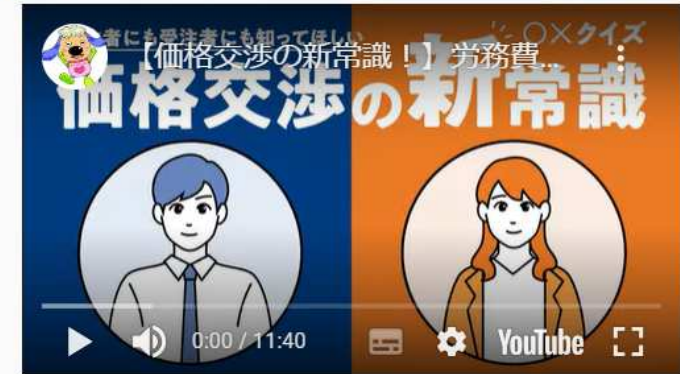 者にも受注者にも知ってほしい
〇×クイズ
【価格交渉の新常識！】労務費...
価格交渉の新常識
0:00 / 11:40
YouTube